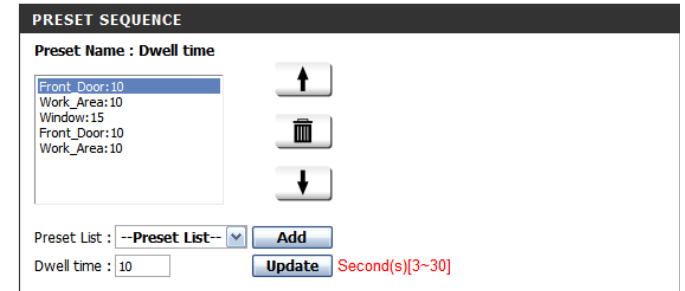 PRESET SEQUENCE
Preset Name : Dwell time
Front_Door:10
Work_Area:10
Window:15
Front_Door:10
Work_Area:10
Preset List : --Preset List-- Add
Dwell time : 10 Update Second(s)[3~30]